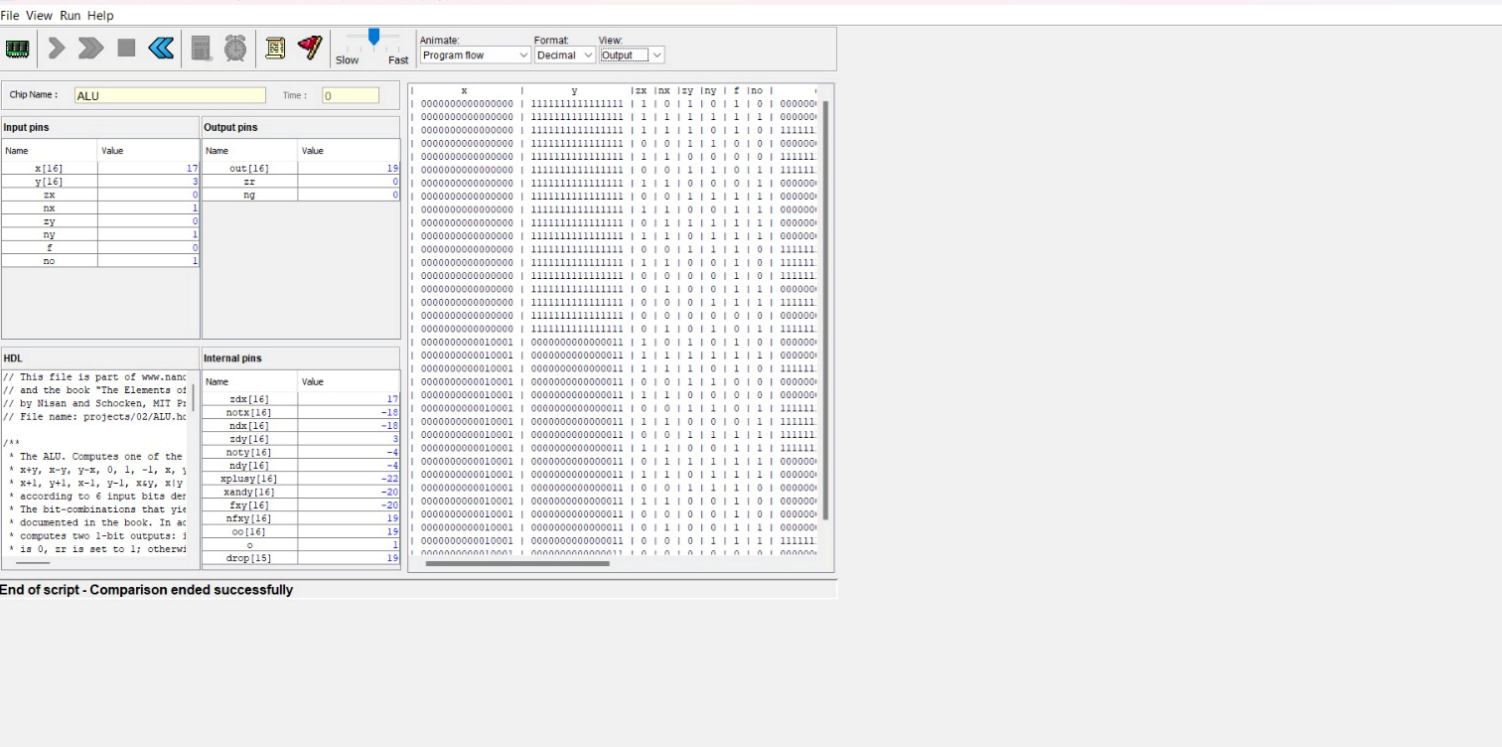 File View Run Help
Slow Fast
Animate: Format: View:
Program flow Decimal Output
Chip Name : ALU Time : 0
Input pins
Name Value
x[16] 17
y[16] 3
zx 0
nx 1
zy 0
ny 1
f 0
no 1
Output pins
Name Value
out[16] 19
zr 0
ng 0
HDL
// This file is part of www.nand
// and the book "The Elements of
// by Nisan and Schocken, MIT Pr
// File name: projects/02/ALU.hd
/**
* The ALU. Computes one of the
* x+y, x-y, y-x, 0, 1, -1, x, y
* x+1, y+1, x-1, y-1, x&y, x|y
* according to 6 input bits den
* The bit-combinations that yie
* documented in the book. In ad
* computes two 1-bit outputs: i
* is 0, zr is set to 1; otherwi
Internal pins
Name Value
zdx[16] 17
notx[16] -18
ndx[16] -18
zdy[16] 3
noty[16] -4
ndy[16] -4
xplusy[16] -22
xandy[16] -20
fxy[16] -20
nfxy[16] 19
oo[16] 19
o 1
drop[15] 19
| x | y |zx |nx |zy |ny | f |no |
| 0000000000000000 | 1111111111111111 | 1 | 0 | 1 | 0 | 1 | 0 | 000000
| 0000000000000000 | 1111111111111111 | 1 | 1 | 1 | 1 | 1 | 1 | 000000
| 0000000000000000 | 1111111111111111 | 1 | 1 | 1 | 0 | 1 | 0 | 111111
| 0000000000000000 | 1111111111111111 | 0 | 0 | 1 | 1 | 0 | 0 | 000000
| 0000000000000000 | 1111111111111111 | 1 | 1 | 0 | 0 | 0 | 0 | 111111
| 0000000000000000 | 1111111111111111 | 0 | 0 | 1 | 1 | 0 | 1 | 111111
| 0000000000000000 | 1111111111111111 | 1 | 1 | 0 | 0 | 0 | 1 | 000000
| 0000000000000000 | 1111111111111111 | 0 | 0 | 1 | 1 | 1 | 1 | 000000
| 0000000000000000 | 1111111111111111 | 1 | 1 | 0 | 0 | 1 | 1 | 000000
| 0000000000000000 | 1111111111111111 | 0 | 1 | 1 | 1 | 1 | 1 | 000000
| 0000000000000000 | 1111111111111111 | 1 | 1 | 0 | 1 | 1 | 1 | 000000
| 0000000000000000 | 1111111111111111 | 0 | 0 | 1 | 1 | 1 | 0 | 111111
| 0000000000000000 | 1111111111111111 | 1 | 1 | 0 | 0 | 1 | 0 | 111111
| 0000000000000000 | 1111111111111111 | 0 | 0 | 0 | 0 | 1 | 0 | 111111
| 0000000000000000 | 1111111111111111 | 0 | 1 | 0 | 0 | 1 | 1 | 000000
| 0000000000000000 | 1111111111111111 | 0 | 0 | 0 | 1 | 1 | 1 | 111111
| 0000000000000000 | 1111111111111111 | 0 | 0 | 0 | 0 | 0 | 0 | 000000
| 0000000000000000 | 1111111111111111 | 0 | 1 | 0 | 1 | 0 | 1 | 111111
| 0000000000010001 | 0000000000000011 | 1 | 0 | 1 | 0 | 1 | 0 | 000000
| 0000000000010001 | 0000000000000011 | 1 | 1 | 1 | 1 | 1 | 1 | 000000
| 0000000000010001 | 0000000000000011 | 1 | 1 | 1 | 0 | 1 | 0 | 111111
| 0000000000010001 | 0000000000000011 | 0 | 0 | 1 | 1 | 0 | 0 | 000000
| 0000000000010001 | 0000000000000011 | 1 | 1 | 0 | 0 | 0 | 0 | 000000
| 0000000000010001 | 0000000000000011 | 0 | 0 | 1 | 1 | 0 | 1 | 111111
| 0000000000010001 | 0000000000000011 | 1 | 1 | 0 | 0 | 0 | 1 | 111111
| 0000000000010001 | 0000000000000011 | 0 | 0 | 1 | 1 | 1 | 1 | 111111
| 0000000000010001 | 0000000000000011 | 1 | 1 | 0 | 0 | 1 | 1 | 111111
| 0000000000010001 | 0000000000000011 | 0 | 1 | 1 | 1 | 1 | 1 | 000000
| 0000000000010001 | 0000000000000011 | 1 | 1 | 0 | 1 | 1 | 1 | 000000
| 0000000000010001 | 0000000000000011 | 0 | 0 | 1 | 1 | 1 | 0 | 000000
| 0000000000010001 | 0000000000000011 | 1 | 1 | 0 | 0 | 1 | 0 | 000000
| 0000000000010001 | 0000000000000011 | 0 | 0 | 0 | 0 | 1 | 0 | 000000
| 0000000000010001 | 0000000000000011 | 0 | 1 | 0 | 0 | 1 | 1 | 000000
| 0000000000010001 | 0000000000000011 | 0 | 0 | 0 | 1 | 1 | 1 | 111111
| 0000000000010001 | 0000000000000011 | 0 | 0 | 0 | 0 | 0 | 0 | 000000
End of script - Comparison ended successfully